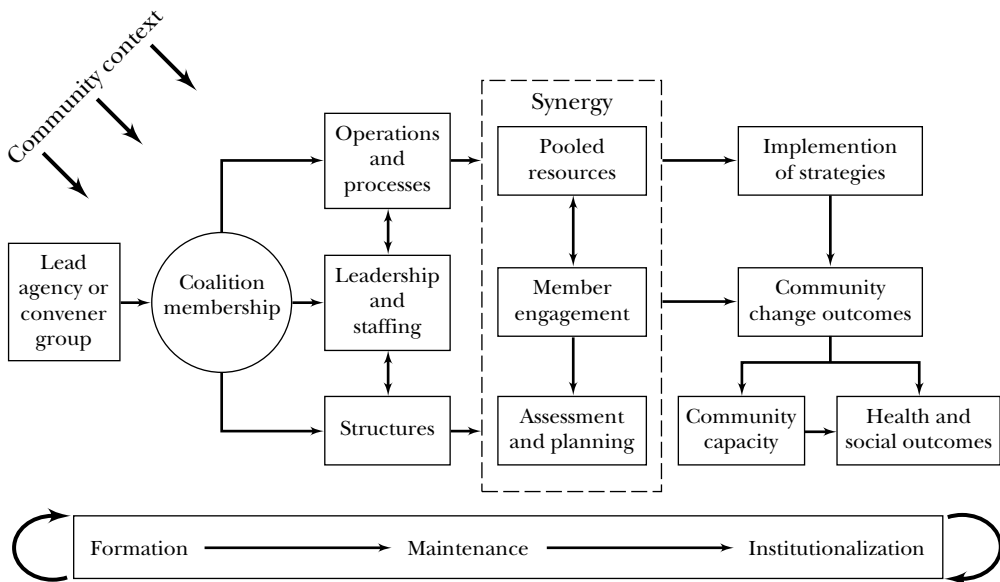 Community context
Synergy
Operations
and
processes
Pooled
resources
Implemention
of strategies
Lead
agency or
convener
group
Coalition
membership
Leadership
and
staffing
Member
engagement
Community
change outcomes
Structures
Assessment
and planning
Community
capacity
Health and
social outcomes
Formation
Maintenance
Institutionalization